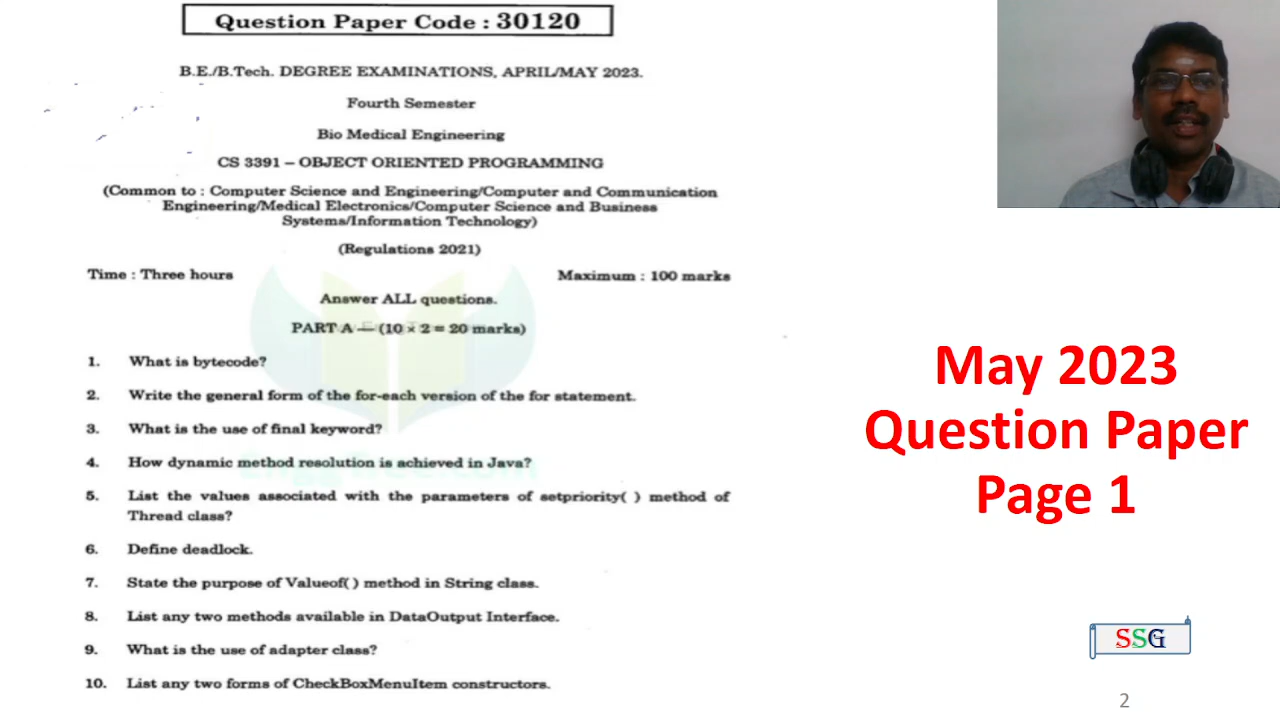 Question Paper Code : 30120
B.E./B.Tech. DEGREE EXAMINATIONS, APRIL/MAY 2023.
Fourth Semester
Bio Medical Engineering
CS 3391 – OBJECT ORIENTED PROGRAMMING
(Common to : Computer Science and Engineering/Computer and Communication
Engineering/Medical Electronics/Computer Science and Business
Systems/Information Technology)
(Regulations 2021)
Time : Three hours Maximum : 100 marks
Answer ALL questions.
PART A — (10 × 2 = 20 marks)
1. What is bytecode?
2. Write the general form of the for-each version of the for statement.
3. What is the use of final keyword?
4. How dynamic method resolution is achieved in Java?
5. List the values associated with the parameters of setpriority( ) method of
Thread class?
6. Define deadlock.
7. State the purpose of Valueof( ) method in String class.
8. List any two methods available in DataOutput Interface.
9. What is the use of adapter class?
10. List any two forms of CheckBoxMenuItem constructors.
May 2023
Question Paper
Page 1
SSG
2